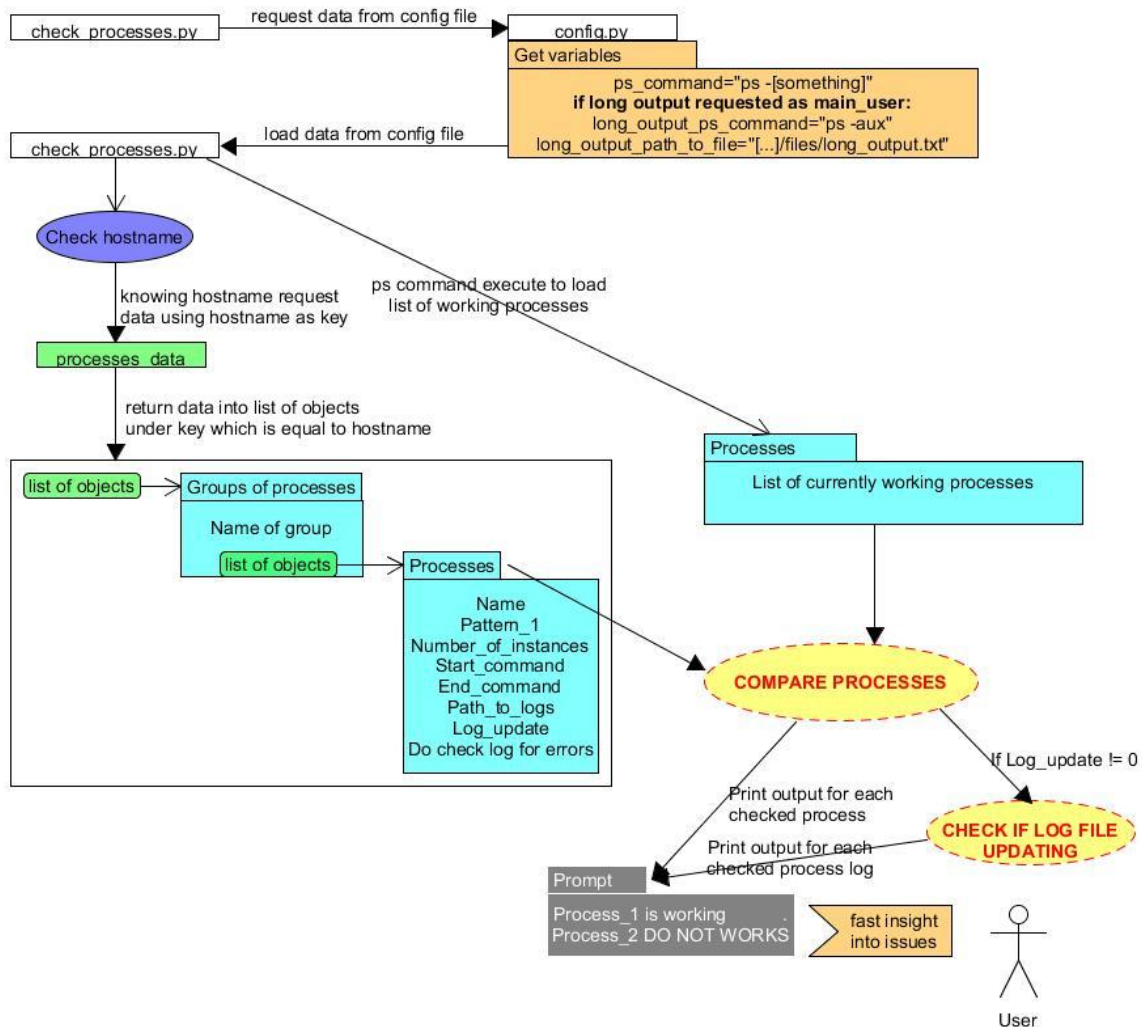 check_processes.py
request data from config file
config.py
Get variables
ps_command="ps -[something]"
if long output requested as main_user:
long_output_ps_command="ps -aux"
long_output_path_to_file="[...]/files/long_output.txt"
load data from config file
check_processes.py
Check hostname
ps command execute to load
list of working processes
knowing hostname request
data using hostname as key
processes_data
return data into list of objects
under key which is equal to hostname
list of objects
Groups of processes
Name of group
list of objects
Processes
Name
Pattern_1
Number_of_instances
Start_command
End_command
Path_to_logs
Log_update
Do check log for errors
Processes
List of currently working processes
COMPARE PROCESSES
If Log_update != 0
Print output for each
checked process
CHECK IF LOG FILE
UPDATING
Print output for each
checked process log
Prompt
Process_1 is working .
Process_2 DO NOT WORKS
fast insight
into issues
User